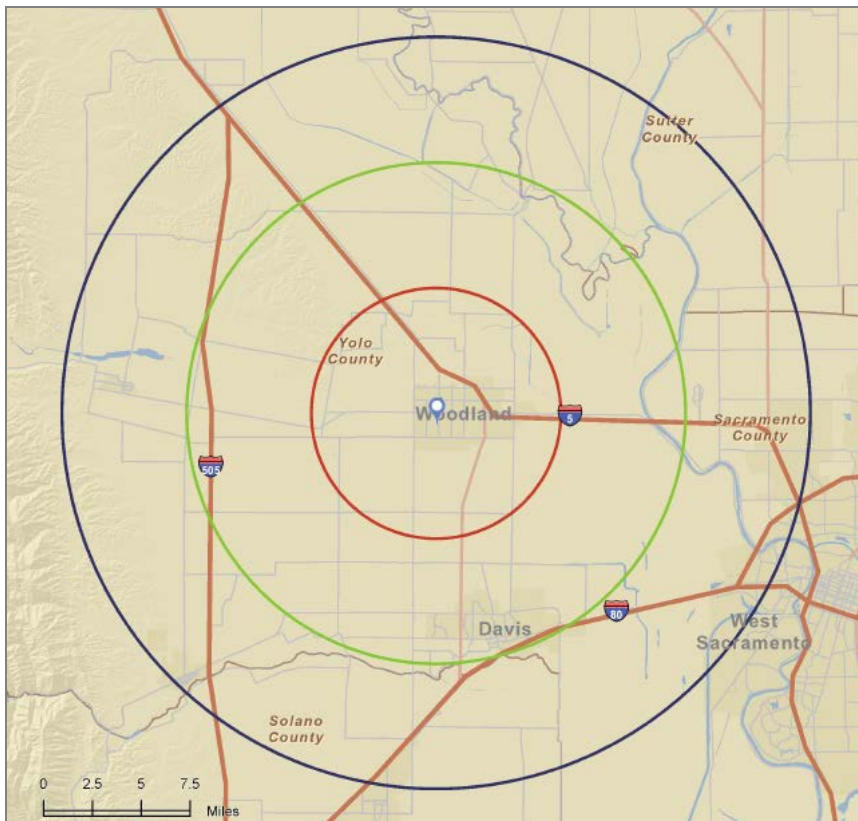 Sutter
County
Yolo
County
Woodland
5
Sacramento
County
505
80
Davis
West
Sacramento
Solano
County
0 2.5 5 7.5
Miles